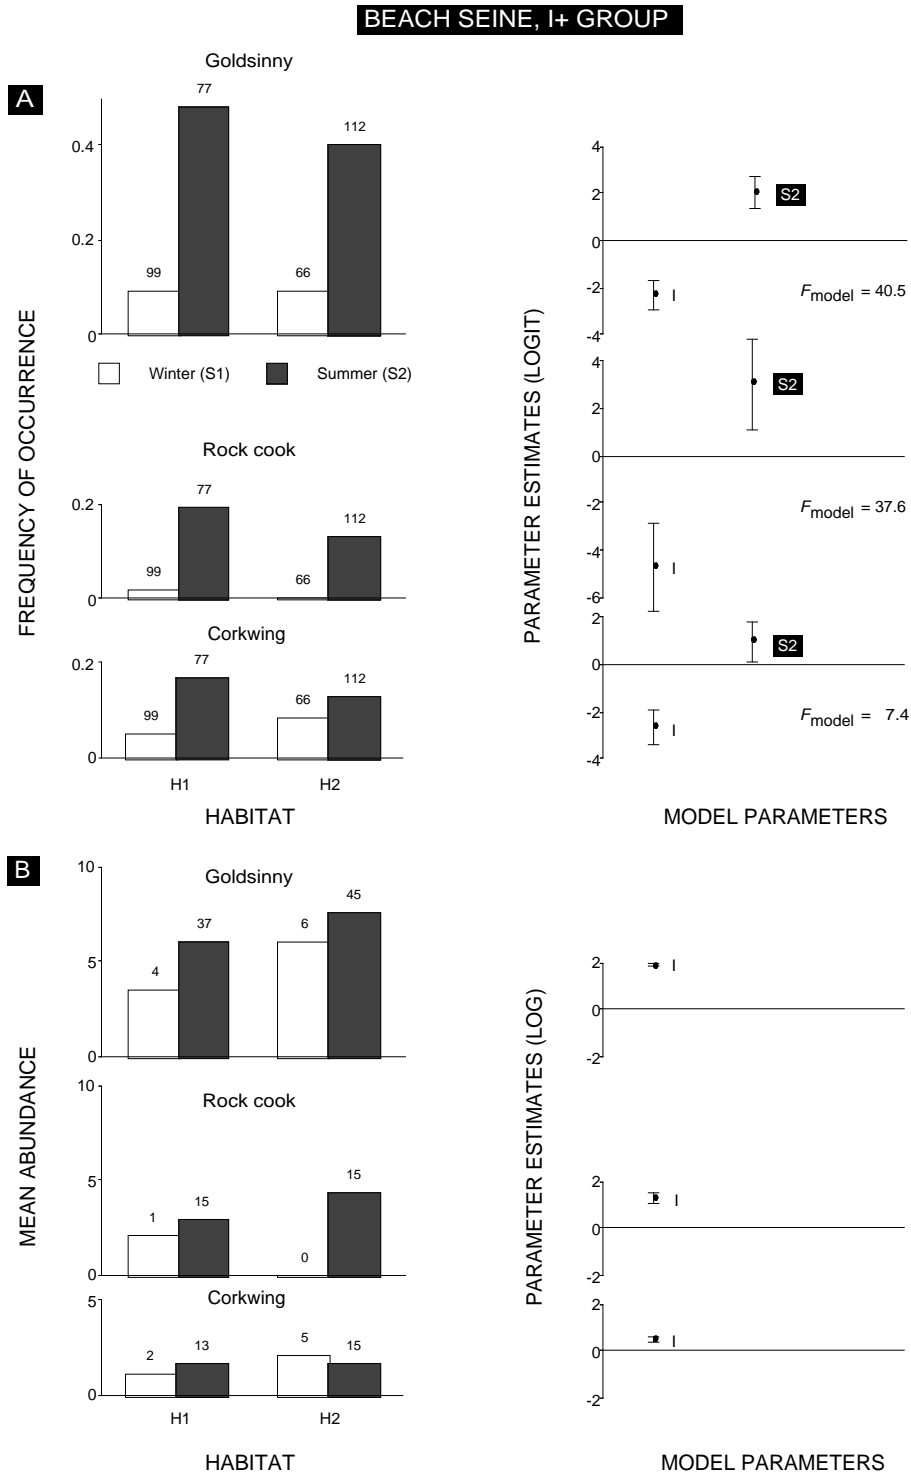 BEACH SEINE, I+ GROUP
A
Goldsinny
77
112
0.4
0.2
99
66
0
Winter (S1) Summer (S2)
FREQUENCY OF OCCURRENCE
Rock cook
77
0.2
112
99
66
0
Corkwing
77
0.2
112
66
99
0
H1 H2
HABITAT
PARAMETER ESTIMATES (LOGIT)
4
2
S2
0
-2
I
Fmodel = 40.5
-4
4
S2
2
0
-2
Fmodel = 37.6
-4
I
-6
2
S2
0
-2
I
Fmodel = 7.4
-4
MODEL PARAMETERS
B
10
Goldsinny
45
37
6
5
4
0
MEAN ABUNDANCE
10
Rock cook
5
15
15
1
0
0
Corkwing
5
13
5
15
2
0
H1 H2
HABITAT
PARAMETER ESTIMATES (LOG)
2
I
0
-2
2
I
0
-2
2
I
0
-2
MODEL PARAMETERS